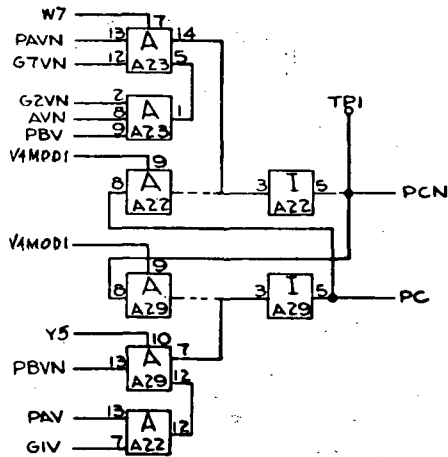 W7
7
PAVN 13 A 14
G7VN 12 A23 5
G2VN 2
AVN 8 A 1
PBV 9 A23
TP1
V4MOD1 9
8 A 3 I 5 PCN
A22 A22
V4MOD1 9
8 A 3 I 5 PC
A29 A29
Y5 10
PBVN 13 A 7
A29 12
PAV 13 A 12
G1V 7 A22